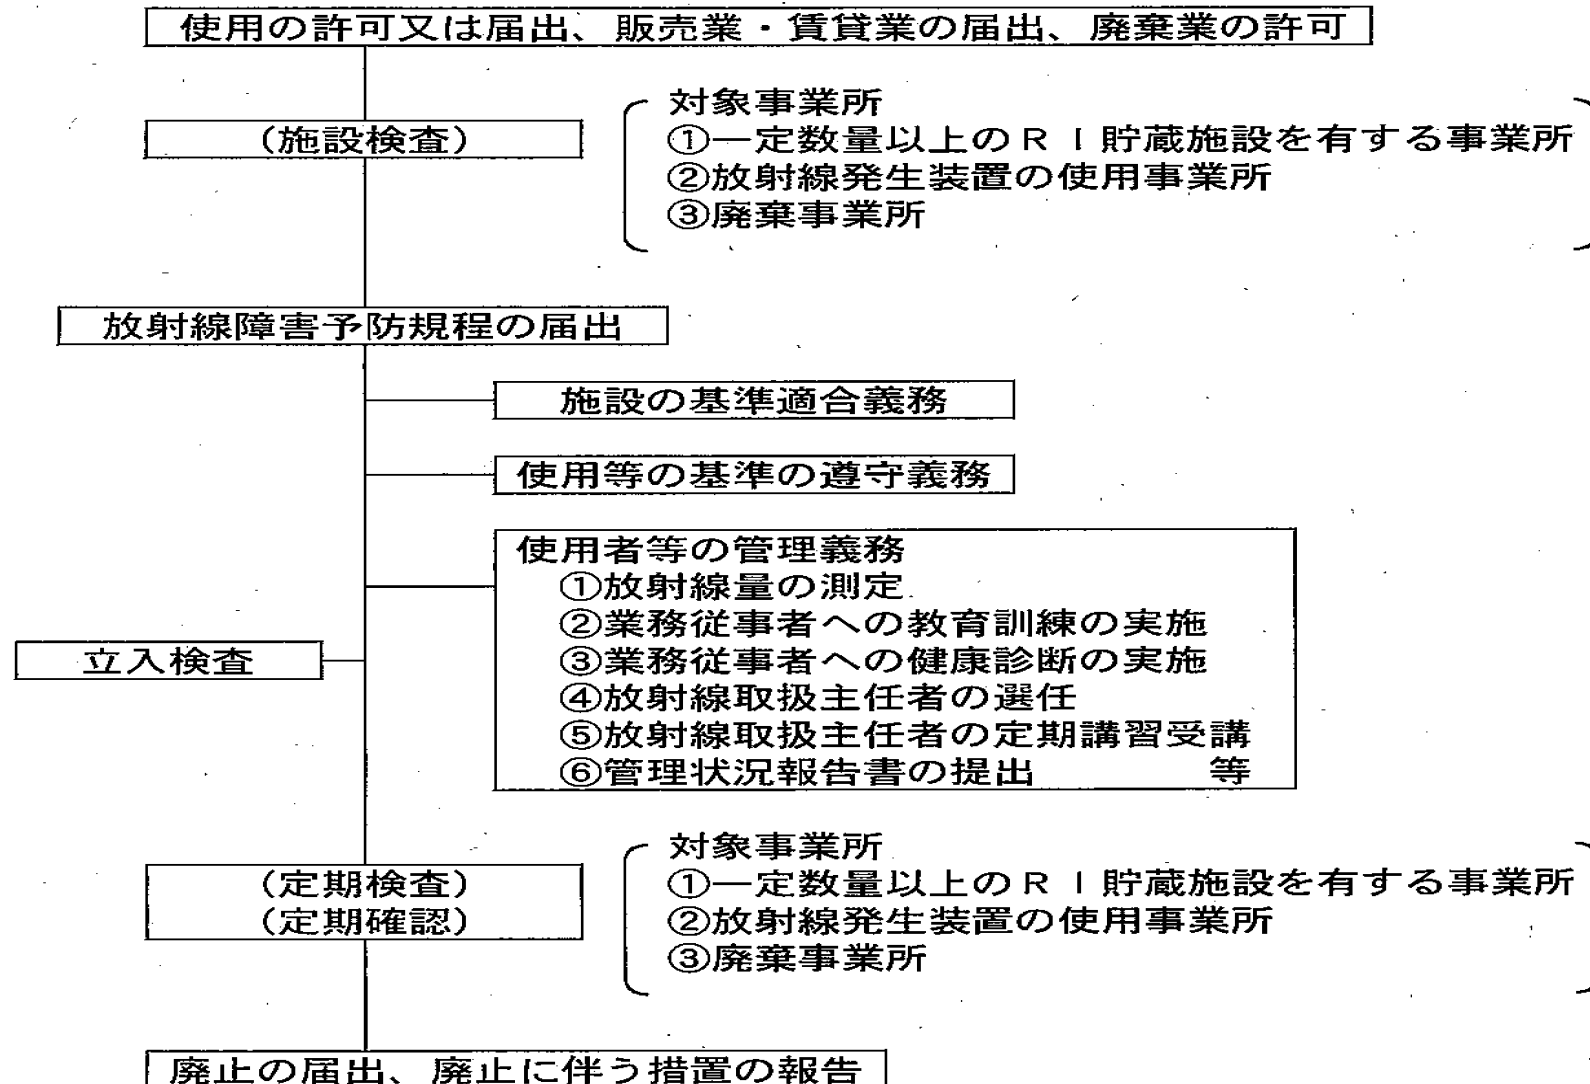 使用の許可又は届出、販売業・賃貸業の届出、廃棄業の許可
(施設検査)
対象事業所
①一定数量以上のRI貯蔵施設を有する事業所
②放射線発生装置の使用事業所
③廃棄事業所
放射線障害予防規程の届出
施設の基準適合義務
使用等の基準の遵守義務
使用者等の管理義務
①放射線量の測定
②業務従事者への教育訓練の実施
③業務従事者への健康診断の実施
④放射線取扱主任者の選任
⑤放射線取扱主任者の定期講習受講
⑥管理状況報告書の提出 等
立入検査
(定期検査)
(定期確認)
対象事業所
①一定数量以上のRI貯蔵施設を有する事業所
②放射線発生装置の使用事業所
③廃棄事業所
廃止の届出、廃止に伴う措置の報告